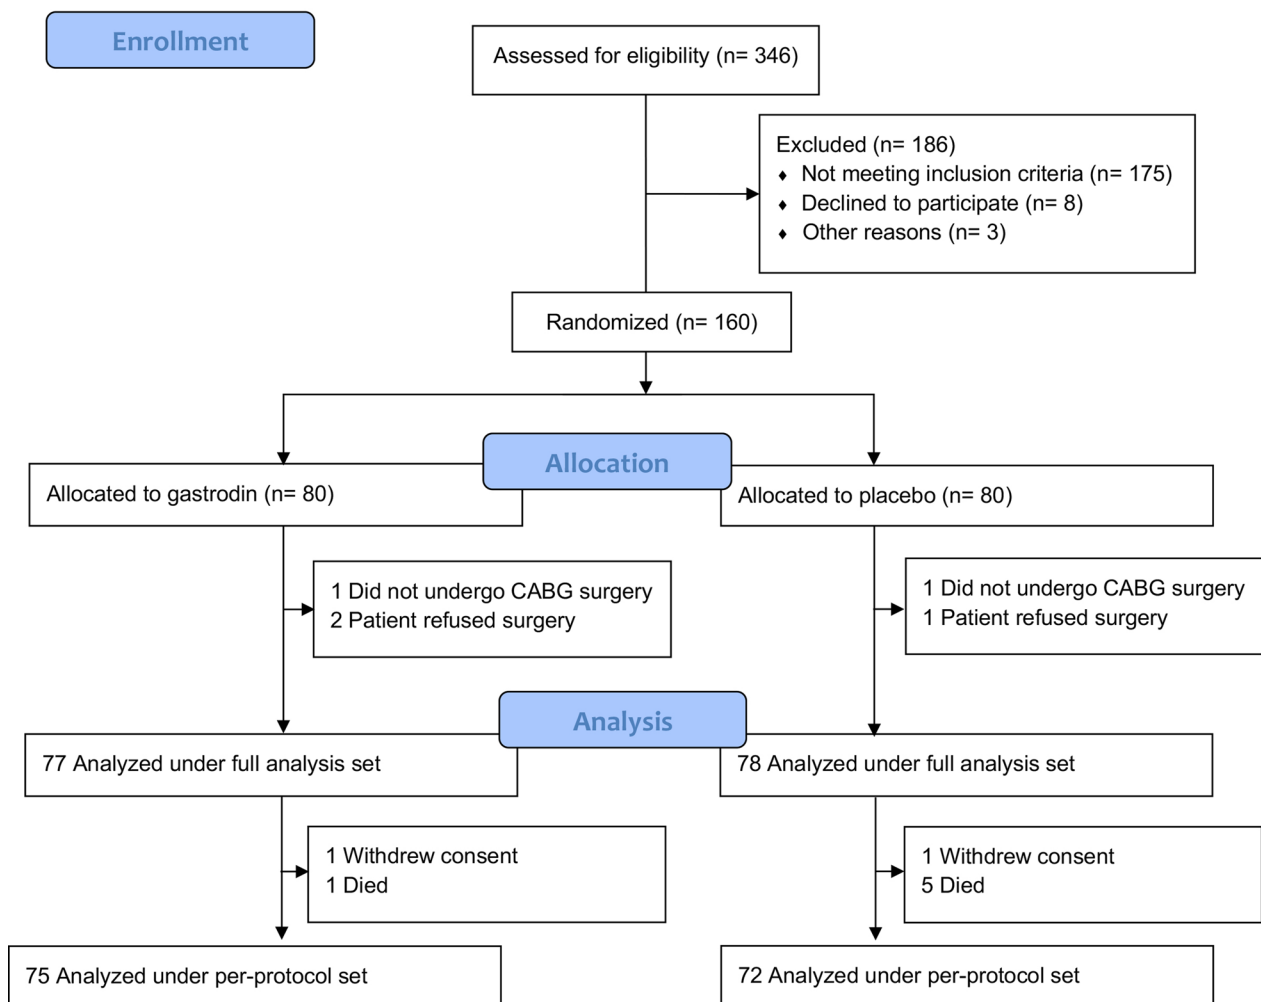 Enrollment
Assessed for eligibility (n= 346)
Excluded (n= 186)
♦ Not meeting inclusion criteria (n= 175)
♦ Declined to participate (n= 8)
♦ Other reasons (n= 3)
Randomized (n= 160)
Allocation
Allocated to gastrodin (n= 80)
Allocated to placebo (n= 80)
1 Did not undergo CABG surgery
2 Patient refused surgery
1 Did not undergo CABG surgery
1 Patient refused surgery
Analysis
77 Analyzed under full analysis set
78 Analyzed under full analysis set
1 Withdrew consent
1 Died
1 Withdrew consent
5 Died
75 Analyzed under per-protocol set
72 Analyzed under per-protocol set